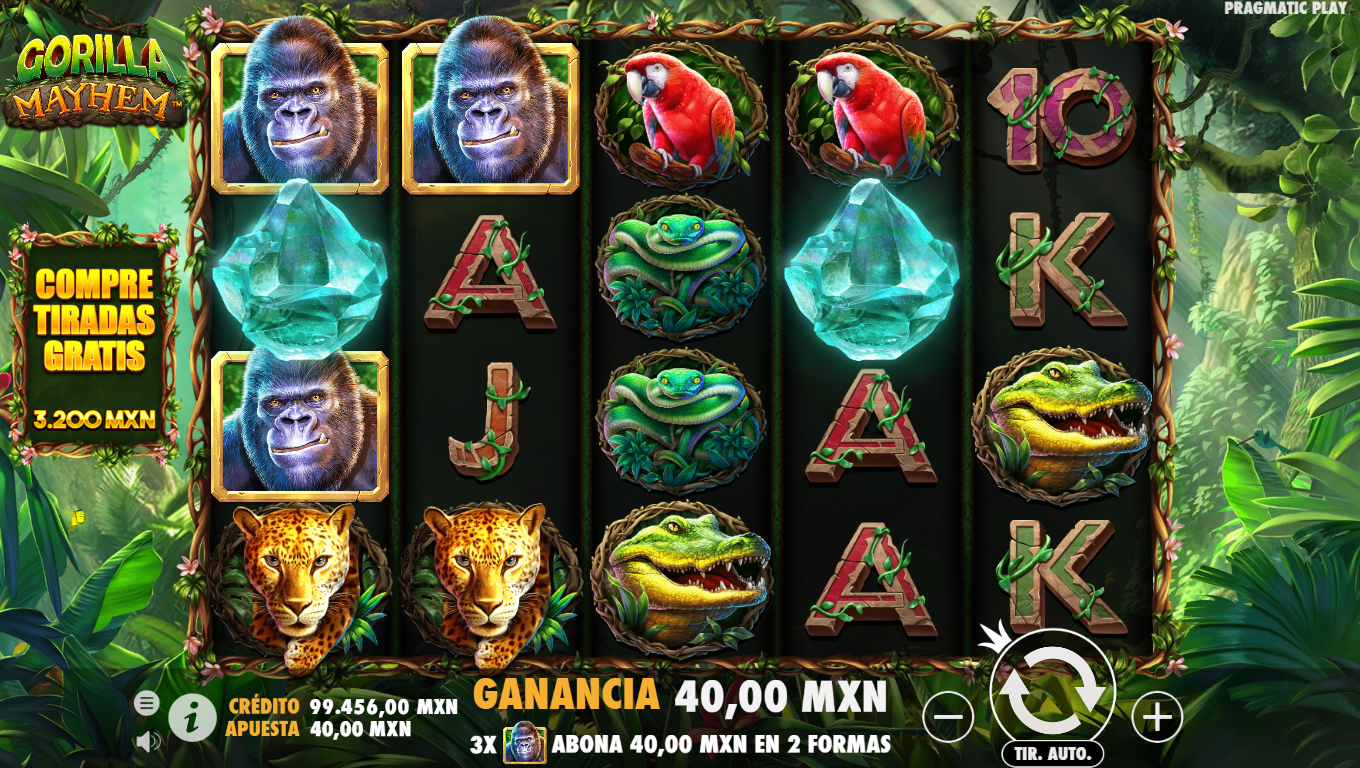 PRAGMATIC PLAY
GORILLA
MAYHEM™
10
A
K
J
A
A
K
COMPRE
TIRADAS
GRATIS
3.200 MXN
CRÉDITO 99.456,00 MXN
APUESTA 40,00 MXN
GANANCIA 40,00 MXN
3X ABONA 40,00 MXN EN 2 FORMAS
TIR. AUTO.